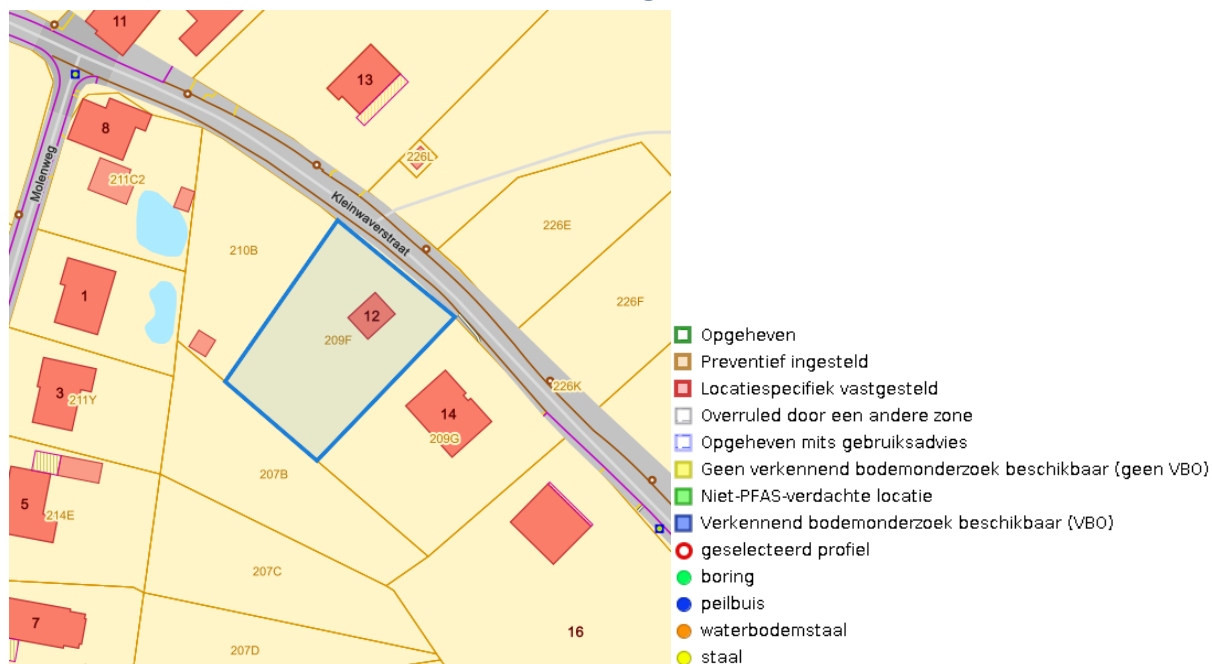 11
13
8
226L
211C2
Molenweg
Kleinwaverstraat
226E
210B
1
226F
12
209F
226K
3
211Y
14
209G
207B
5
214E
207C
16
7
207D
Opgeheven
Preventief ingesteld
Locatiespecifiek vastgesteld
Overruled door een andere zone
Opgeheven mits gebruiksadvies
Geen verkennend bodemonderzoek beschikbaar (geen VBO)
Niet-PFAS-verdachte locatie
Verkennend bodemonderzoek beschikbaar (VBO)
geselecteerd profiel
boring
peilbuis
waterbodemstaal
staal